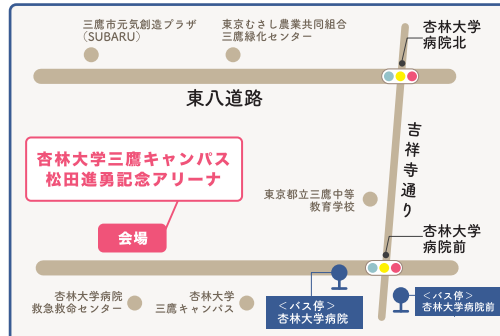 三鷹市元気創造プラザ
(SUBARU)
東京むさし農業共同組合
三鷹緑化センター
杏林大学
病院北
東八道路
吉祥寺通り
杏林大学三鷹キャンパス
松田進勇記念アリーナ
会場
東京都立三鷹中等
教育学校
杏林大学
病院前
杏林大学病院
救急救命センター
杏林大学
三鷹キャンパス
＜バス停＞
杏林大学病院
＜バス停＞
杏林大学病院前